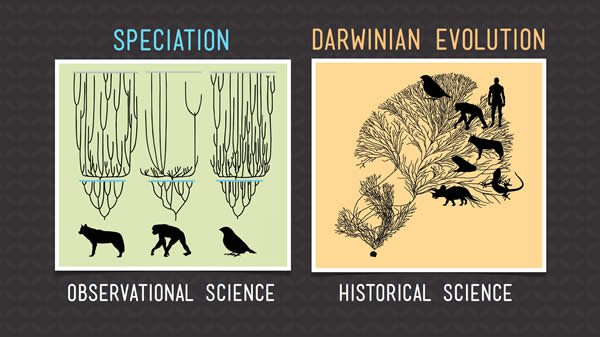 SPECIATION
DARWINIAN EVOLUTION
OBSERVATIONAL SCIENCE
HISTORICAL SCIENCE